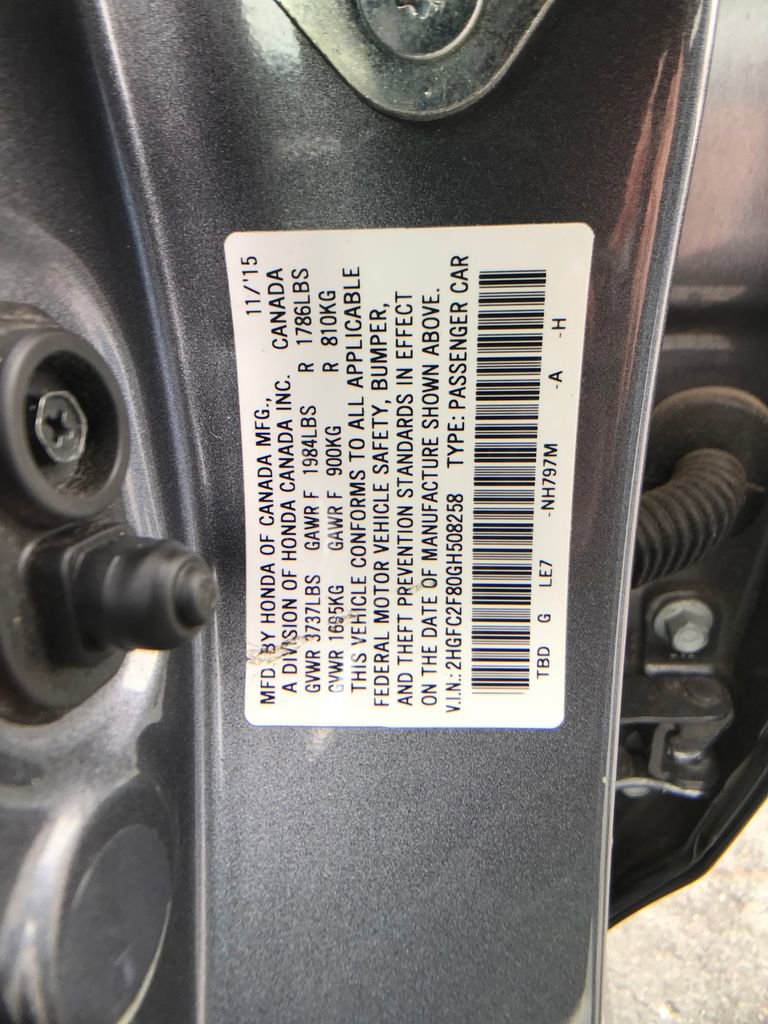 MFD BY HONDA OF CANADA MFG., 11/'15
A DIVISION OF HONDA CANADA INC. CANADA
GVWR 3737LBS GAWR F 1984LBS R 1786LBS
GVWR 1695KG GAWR F 900KG R 810KG
THIS VEHICLE CONFORMS TO ALL APPLICABLE
FEDERAL MOTOR VEHICLE SAFETY, BUMPER,
AND THEFT PREVENTION STANDARDS IN EFFECT
ON THE DATE OF MANUFACTURE SHOWN ABOVE.
V.I.N.: 2HGFC2F80GH508258 TYPE: PASSENGER CAR
TBD G LE7 -NH797M -A -H